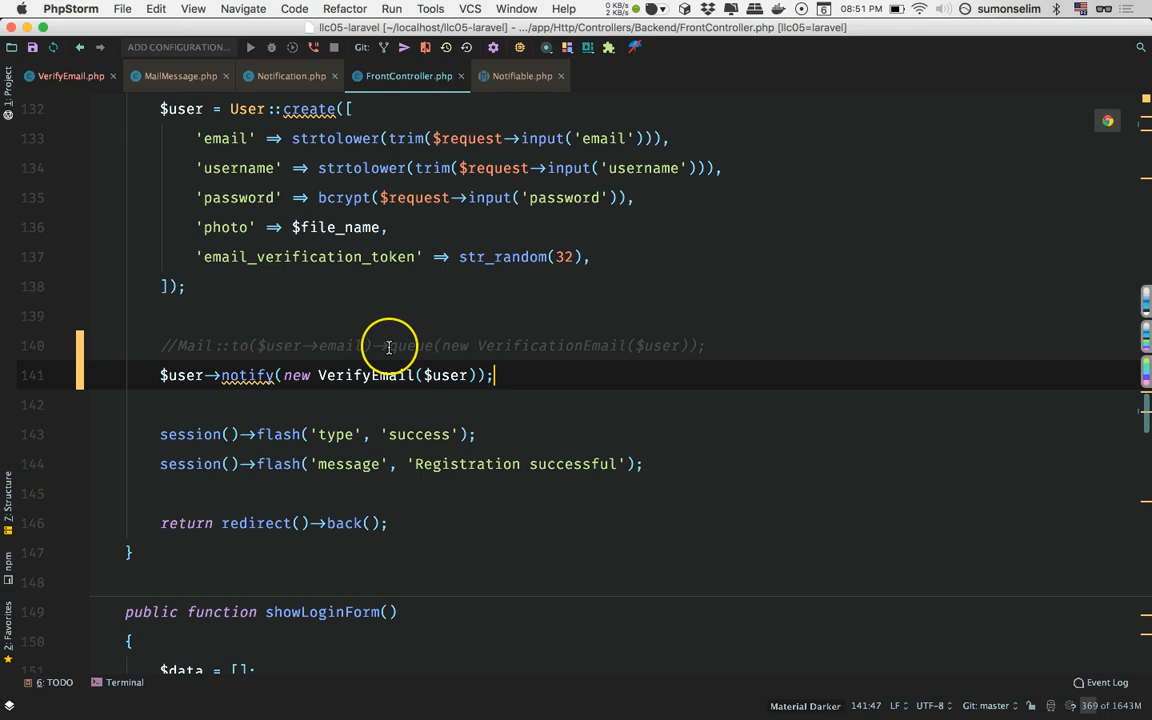 PhpStorm File Edit View Navigate Code Refactor Run Tools VCS Window Help 0 KB/s 2 KB/s 6 08:51 PM sumonselim
llc05-laravel [~/localhost/llc05-laravel] - .../app/Http/Controllers/Backend/FrontController.php [llc05=laravel]
ADD CONFIGURATION... Git:
VerifyEmail.php × MailMessage.php × Notification.php × FrontController.php × Notifiable.php ×
1: Project
7: Structure
npm
2: Favorites
132 $user = User::create([
133 'email' => strtolower(trim($request->input('email'))),
134 'username' => strtolower(trim($request->input('username'))),
135 'password' => bcrypt($request->input('password')),
136 'photo' => $file_name,
137 'email_verification_token' => str_random(32),
138 ]);
139
140 //Mail::to($user->email)->queue(new VerificationEmail($user));
141 $user->notify(new VerifyEmail($user));
142
143 session()->flash('type', 'success');
144 session()->flash('message', 'Registration successful');
145
146 return redirect()->back();
147 }
148
149 public function showLoginForm()
150 {
151 $data = [];
6: TODO Terminal Event Log
Material Darker 141:47 LF UTF-8 Git: master 369 of 1643M